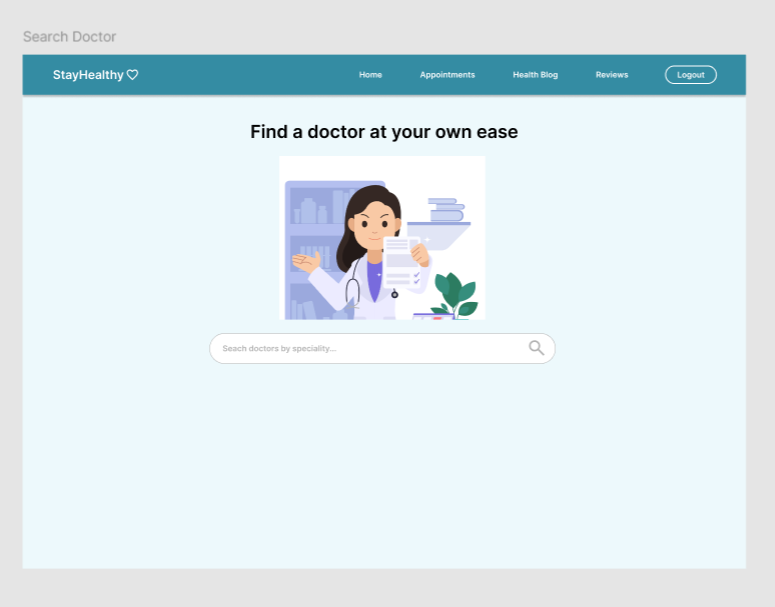 Search Doctor
StayHealthy
Home
Appointments
Health Blog
Reviews
Logout
Find a doctor at your own ease
Seach doctors by speciality...